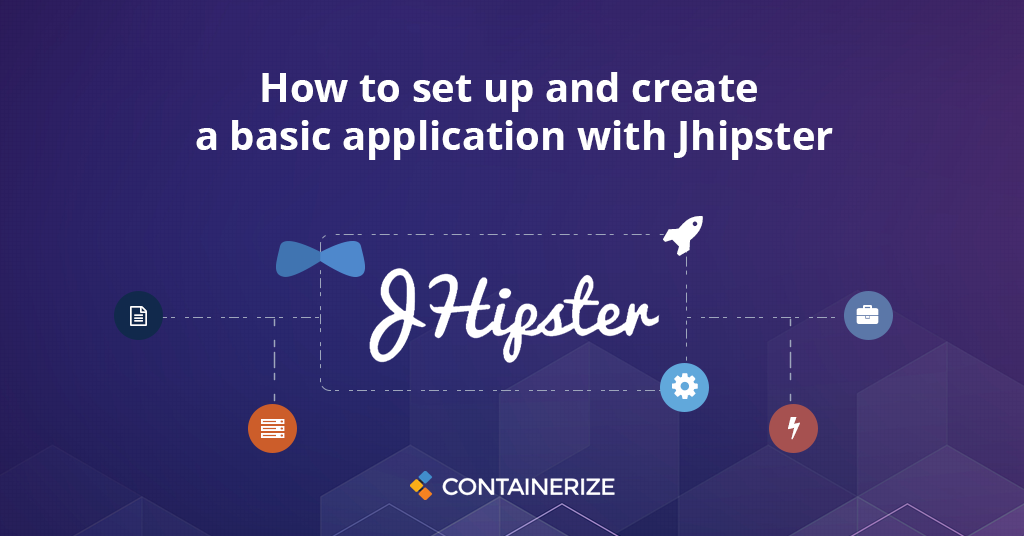 How to set up and create
a basic application with Jhipster
JHipster
CONTAINERIZE